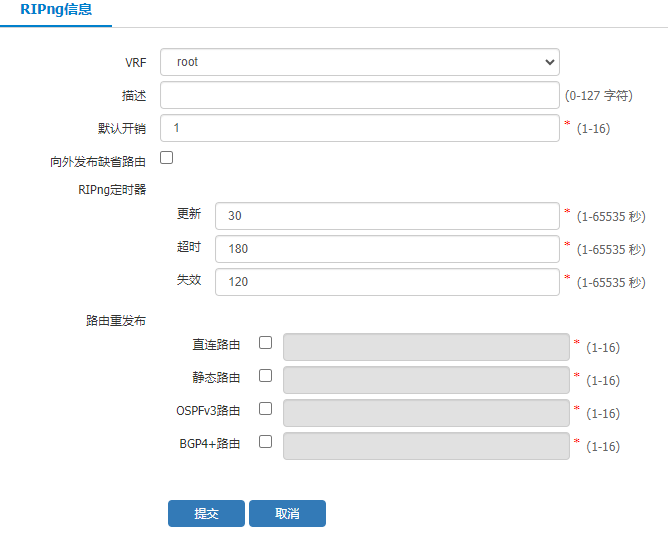 RIPng信息
VRF root
描述 (0-127 字符)
默认开销 1 * (1-16)
向外发布缺省路由
RIPng定时器
更新 30 * (1-65535 秒)
超时 180 * (1-65535 秒)
失效 120 * (1-65535 秒)
路由重发布
直连路由 * (1-16)
静态路由 * (1-16)
OSPFv3路由 * (1-16)
BGP4+路由 * (1-16)
提交 取消